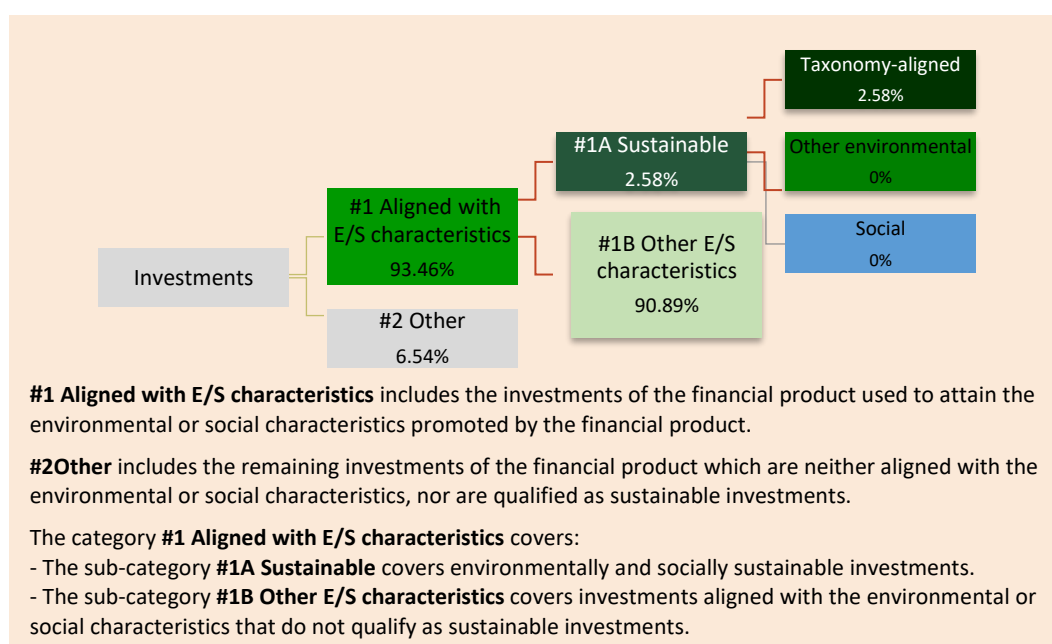 Taxonomy-aligned
2.58%
#1A Sustainable
2.58%
Other environmental
0%
#1 Aligned with
E/S characteristics
93.46%
#1B Other E/S
characteristics
90.89%
Social
0%
Investments
#2 Other
6.54%
#1 Aligned with E/S characteristics includes the investments of the financial product used to attain the
environmental or social characteristics promoted by the financial product.
#2Other includes the remaining investments of the financial product which are neither aligned with the
environmental or social characteristics, nor are qualified as sustainable investments.
The category #1 Aligned with E/S characteristics covers:
- The sub-category #1A Sustainable covers environmentally and socially sustainable investments.
- The sub-category #1B Other E/S characteristics covers investments aligned with the environmental or
social characteristics that do not qualify as sustainable investments.